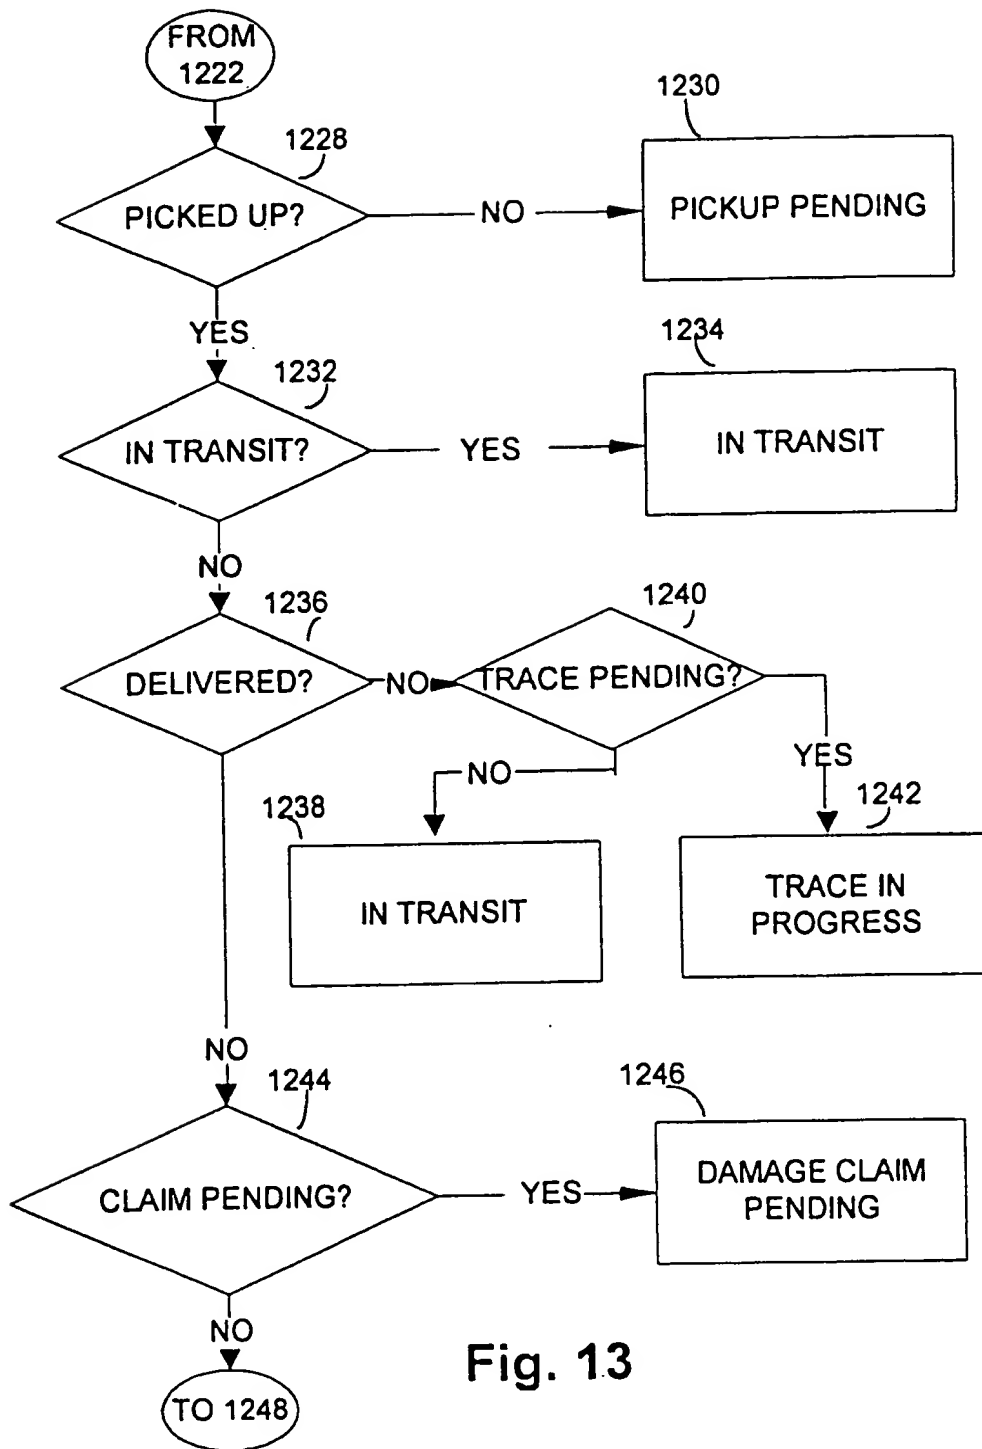 FROM
1222
1228
PICKED UP?
NO
1230
PICKUP PENDING
YES
1232
IN TRANSIT?
YES
1234
IN TRANSIT
NO
1236
DELIVERED?
NO
1240
TRACE PENDING?
NO
YES
1238
IN TRANSIT
1242
TRACE IN
PROGRESS
NO
1244
CLAIM PENDING?
YES
1246
DAMAGE CLAIM
PENDING
NO
TO 1248
Fig. 13